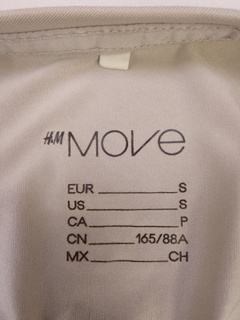 H&M MOVE
EUR S
US S
CA P
CN 165/88A
MX CH